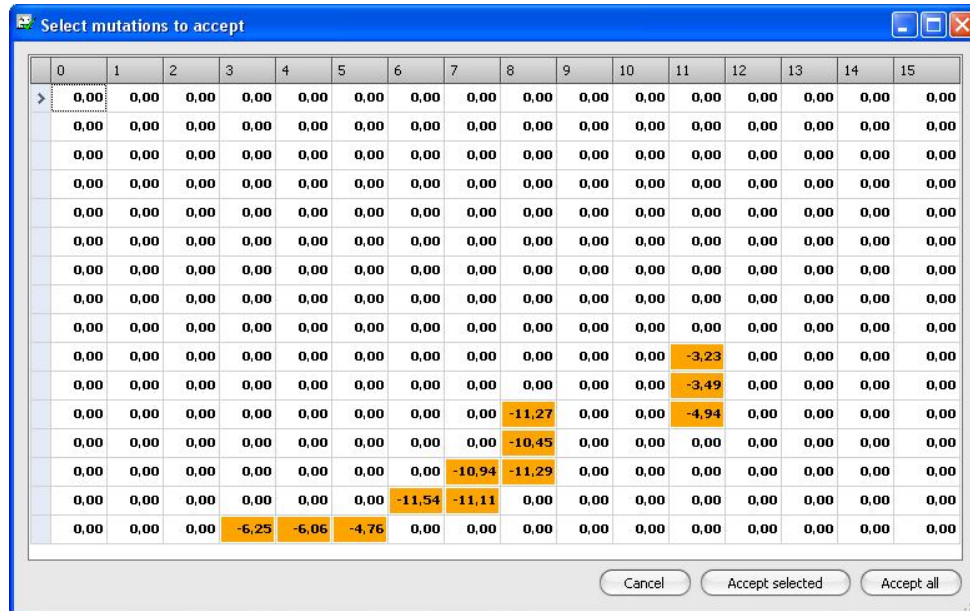 Select mutations to accept
0 1 2 3 4 5 6 7 8 9 10 11 12 13 14 15
0,00 0,00 0,00 0,00 0,00 0,00 0,00 0,00 0,00 0,00 0,00 0,00 0,00 0,00 0,00 0,00
0,00 0,00 0,00 0,00 0,00 0,00 0,00 0,00 0,00 0,00 0,00 0,00 0,00 0,00 0,00 0,00
0,00 0,00 0,00 0,00 0,00 0,00 0,00 0,00 0,00 0,00 0,00 0,00 0,00 0,00 0,00 0,00
0,00 0,00 0,00 0,00 0,00 0,00 0,00 0,00 0,00 0,00 0,00 0,00 0,00 0,00 0,00 0,00
0,00 0,00 0,00 0,00 0,00 0,00 0,00 0,00 0,00 0,00 0,00 0,00 0,00 0,00 0,00 0,00
0,00 0,00 0,00 0,00 0,00 0,00 0,00 0,00 0,00 0,00 0,00 0,00 0,00 0,00 0,00 0,00
0,00 0,00 0,00 0,00 0,00 0,00 0,00 0,00 0,00 0,00 0,00 0,00 0,00 0,00 0,00 0,00
0,00 0,00 0,00 0,00 0,00 0,00 0,00 0,00 0,00 0,00 0,00 0,00 0,00 0,00 0,00 0,00
0,00 0,00 0,00 0,00 0,00 0,00 0,00 0,00 0,00 0,00 0,00 0,00 0,00 0,00 0,00 0,00
0,00 0,00 0,00 0,00 0,00 0,00 0,00 0,00 0,00 0,00 0,00 -3,23 0,00 0,00 0,00 0,00
0,00 0,00 0,00 0,00 0,00 0,00 0,00 0,00 0,00 0,00 0,00 -3,49 0,00 0,00 0,00 0,00
0,00 0,00 0,00 0,00 0,00 0,00 0,00 0,00 -11,27 0,00 0,00 -4,94 0,00 0,00 0,00 0,00
0,00 0,00 0,00 0,00 0,00 0,00 0,00 0,00 -10,45 0,00 0,00 0,00 0,00 0,00 0,00 0,00
0,00 0,00 0,00 0,00 0,00 0,00 0,00 -10,94 -11,29 0,00 0,00 0,00 0,00 0,00 0,00 0,00
0,00 0,00 0,00 0,00 0,00 0,00 -11,54 -11,11 0,00 0,00 0,00 0,00 0,00 0,00 0,00 0,00
0,00 0,00 0,00 -6,25 -6,06 -4,76 0,00 0,00 0,00 0,00 0,00 0,00 0,00 0,00 0,00 0,00
Cancel Accept selected Accept all